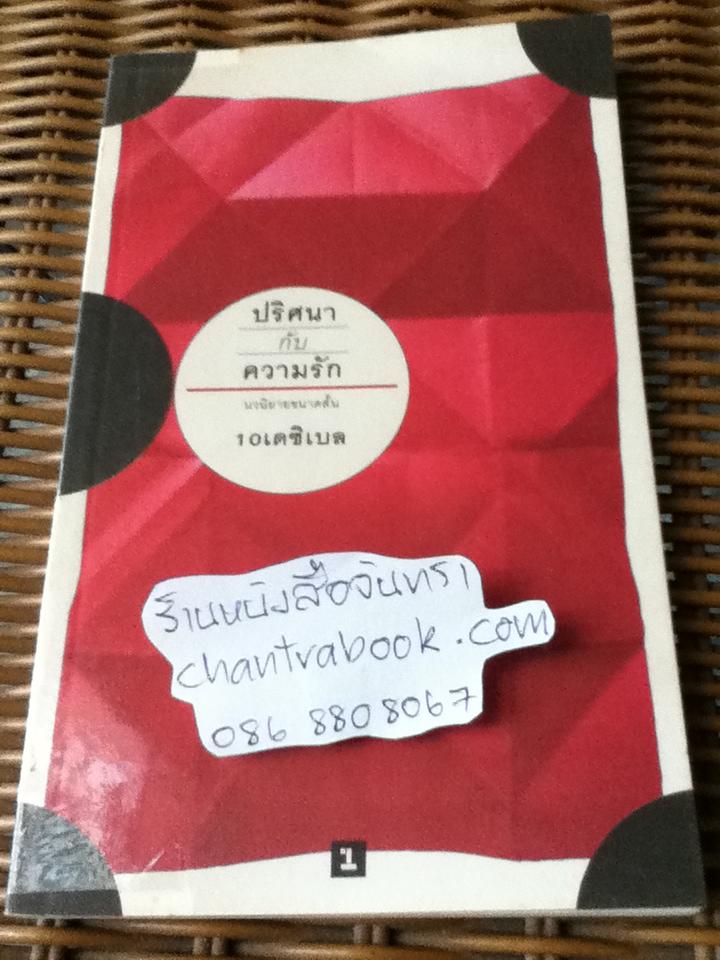 ปริศนา
กับ
ความรัก
นวนิยายขนาดสั้น
10เดซิเบล
ร้านหนังสือจันทรา
chantrabook.com
086 8808067